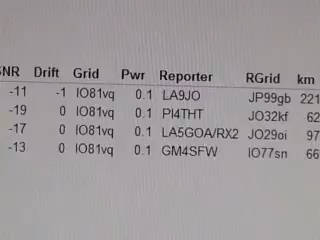 SNR Drift Grid Pwr Reporter RGrid km
-11 -1 IO81vq 0.1 LA9JO JP99gb 221
-19 0 IO81vq 0.1 PI4THT JO32kf 62
-17 0 IO81vq 0.1 LA5GOA/RX2 JO29oi 97
-13 0 IO81vq 0.1 GM4SFW IO77sn 66